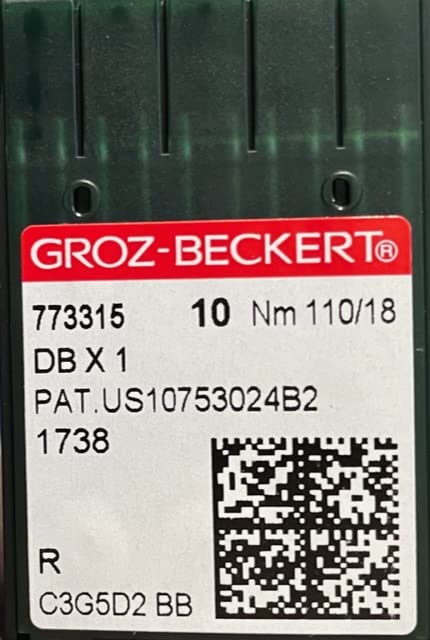 GROZ-BECKERT®
773315 10 Nm 110/18
DB X 1
PAT.US10753024B2
1738
R
C3G5D2 BB